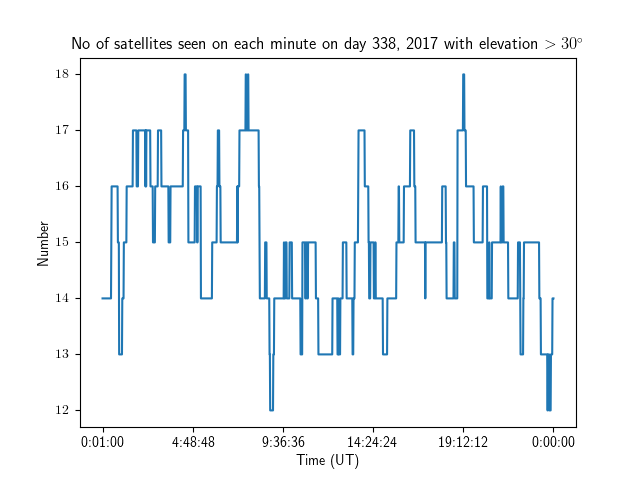 No of satellites seen on each minute on day 338, 2017 with elevation > 30°
18
17
16
15
14
13
12
Number
0:01:00 4:48:48 9:36:36 14:24:24 19:12:12 0:00:00
Time (UT)